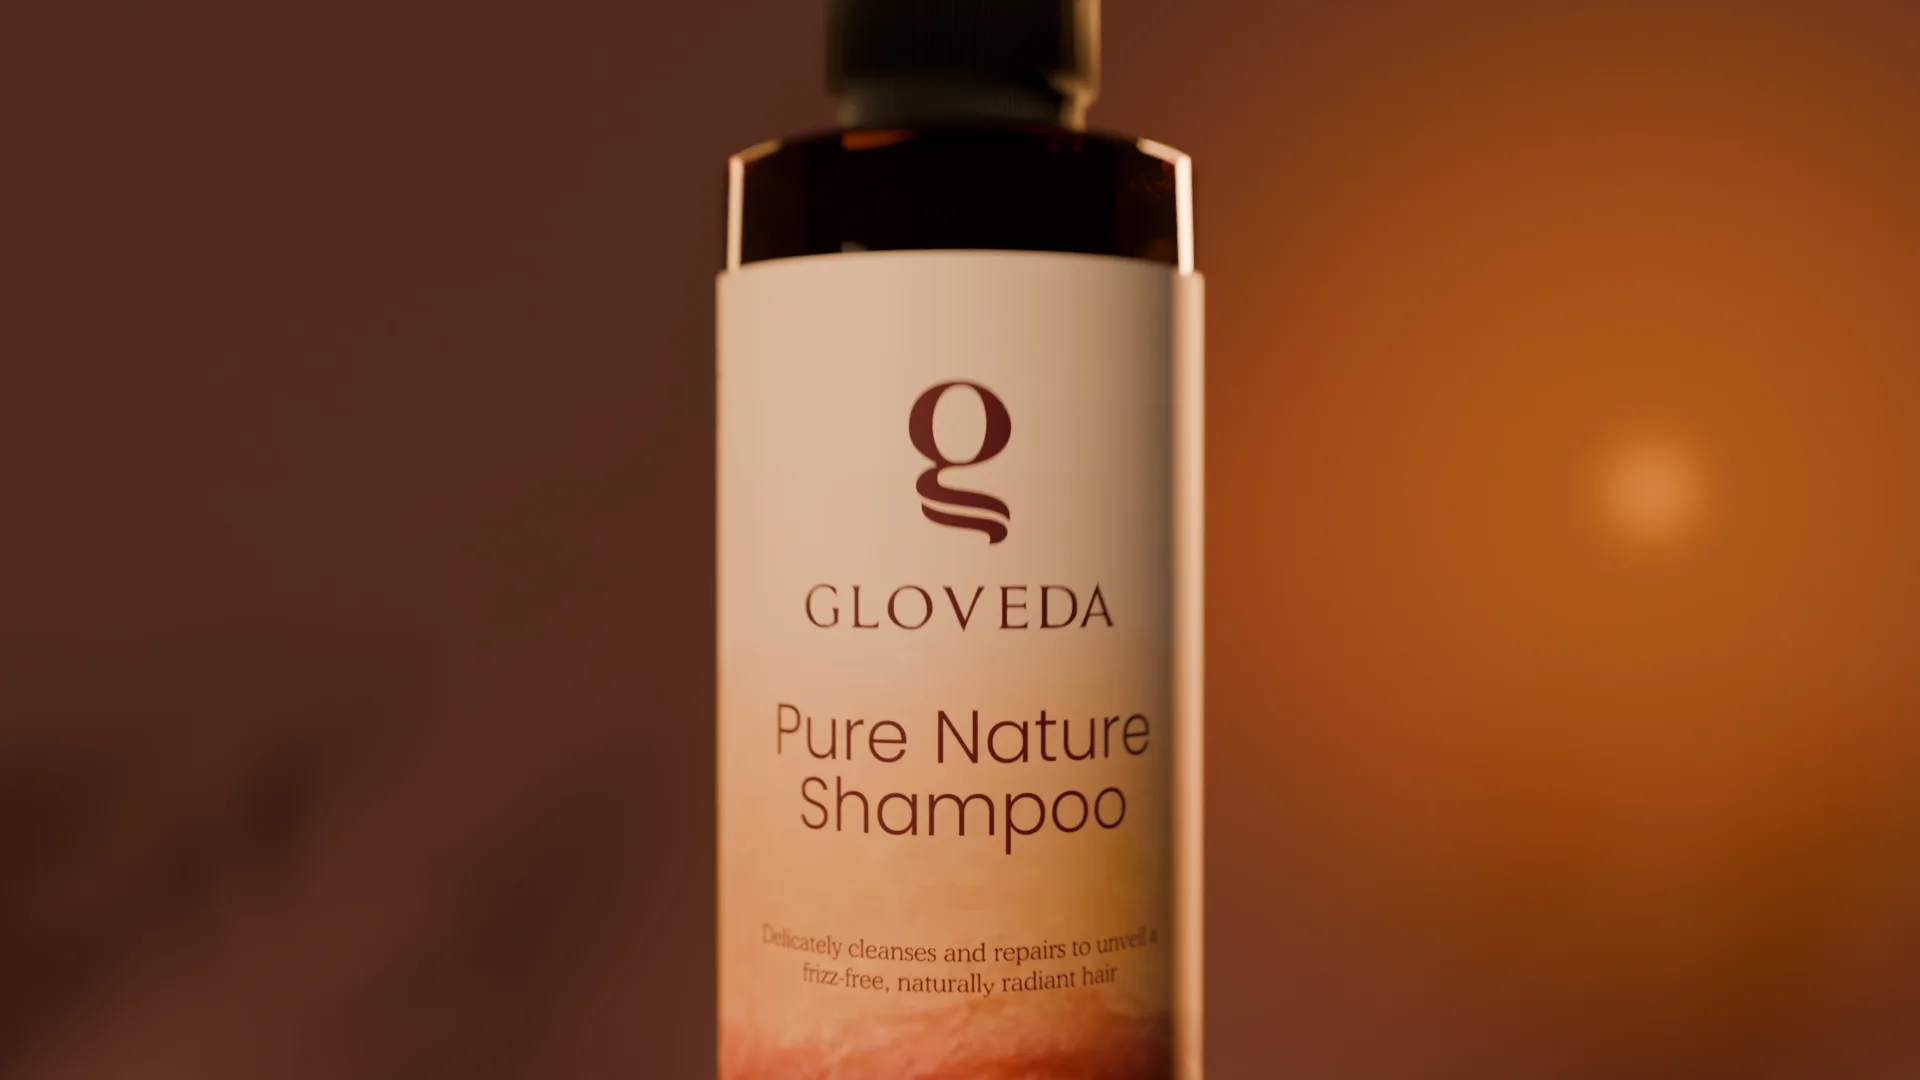 g
GLOVEDA
Pure Nature
Shampoo
Delicately cleanses and repairs to unveil a
frizz-free, naturally radiant hair